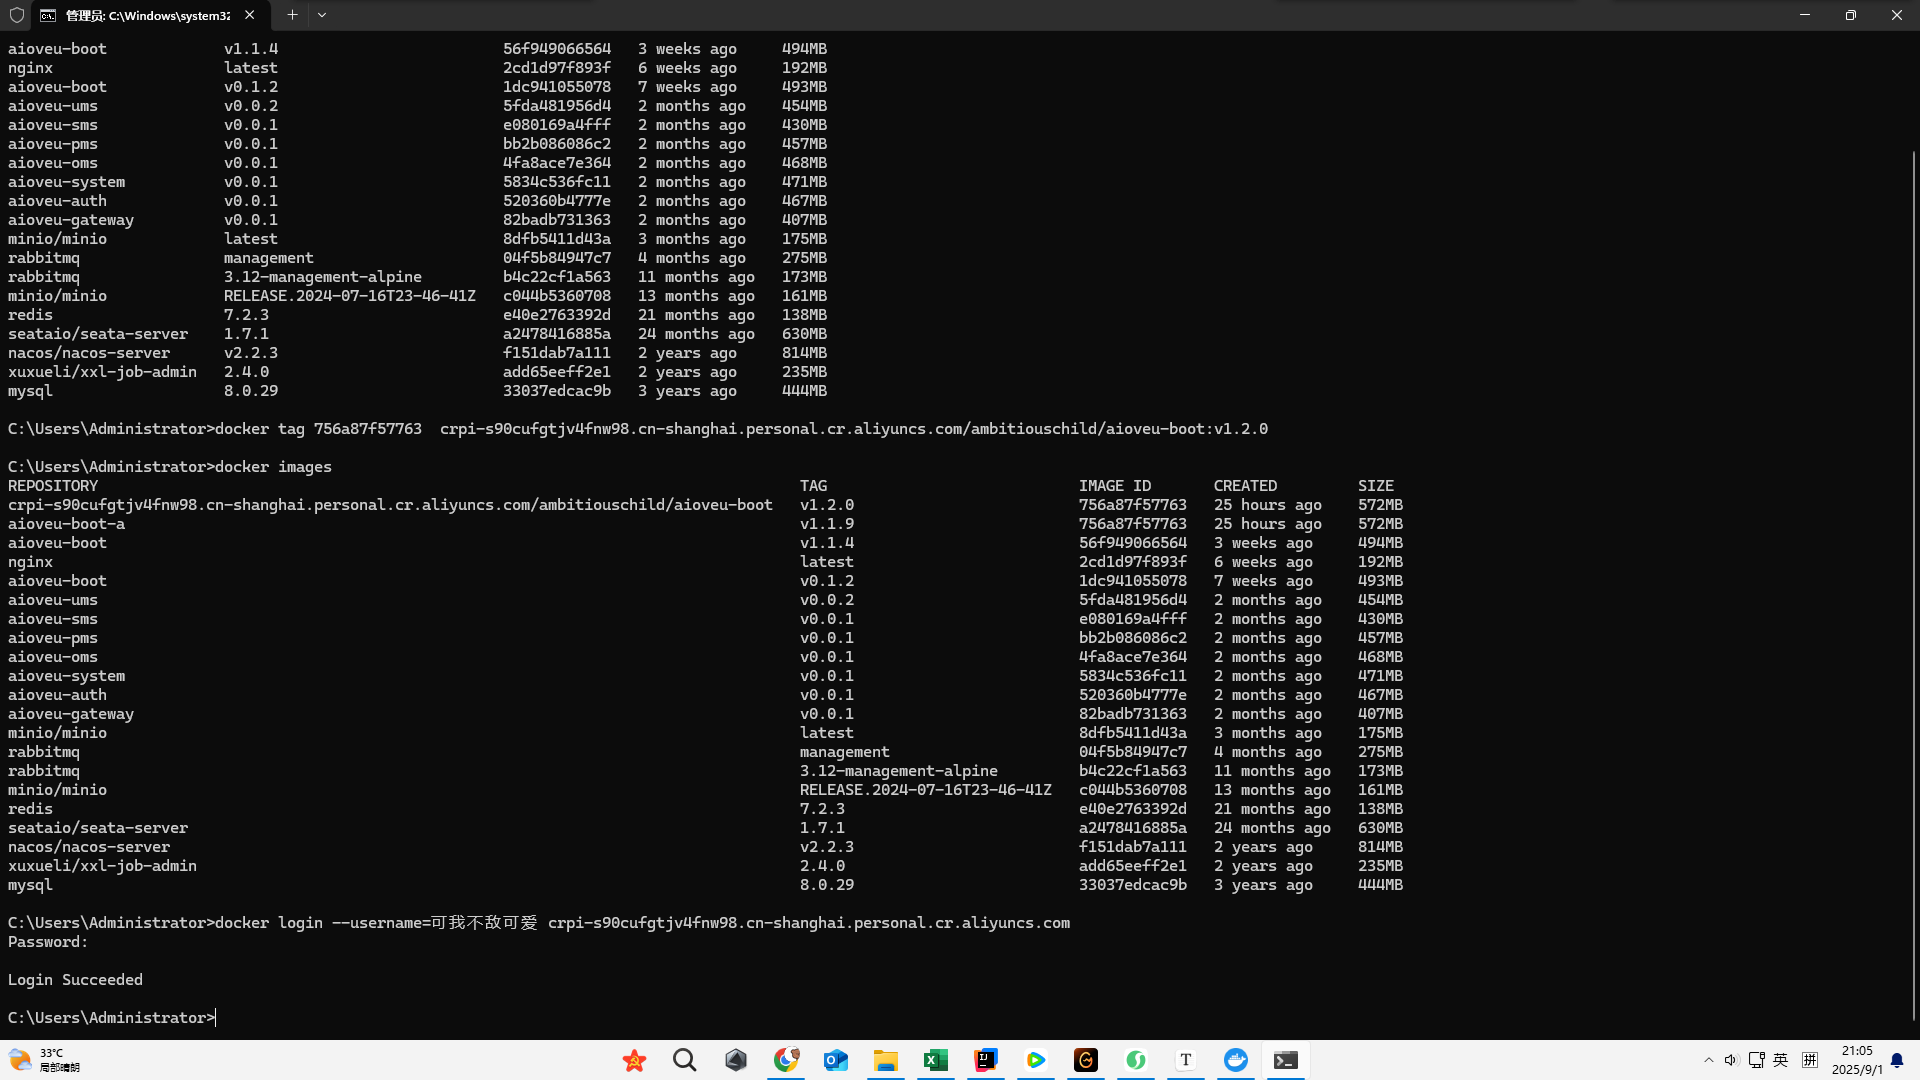 管理员: C:\Windows\system32
aioveu-boot v1.1.4 56f949066564 3 weeks ago 494MB
nginx latest 2cd1d97f893f 6 weeks ago 192MB
aioveu-boot v0.1.2 1dc941055078 7 weeks ago 493MB
aioveu-ums v0.0.2 5fda481956d4 2 months ago 454MB
aioveu-sms v0.0.1 e080169a4fff 2 months ago 430MB
aioveu-pms v0.0.1 bb2b086086c2 2 months ago 457MB
aioveu-oms v0.0.1 4fa8ace7e364 2 months ago 468MB
aioveu-system v0.0.1 5834c536fc11 2 months ago 471MB
aioveu-auth v0.0.1 520360b4777e 2 months ago 467MB
aioveu-gateway v0.0.1 82badb731363 2 months ago 407MB
minio/minio latest 8dfb5411d43a 3 months ago 175MB
rabbitmq management 04f5b84947c7 4 months ago 275MB
rabbitmq 3.12-management-alpine b4c22cf1a563 11 months ago 173MB
minio/minio RELEASE.2024-07-16T23-46-41Z c044b5360708 13 months ago 161MB
redis 7.2.3 e40e2763392d 21 months ago 138MB
seataio/seata-server 1.7.1 a2478416885a 24 months ago 630MB
nacos/nacos-server v2.2.3 f151dab7a111 2 years ago 814MB
xuxueli/xxl-job-admin 2.4.0 add65eeff2e1 2 years ago 235MB
mysql 8.0.29 33037edcac9b 3 years ago 444MB
C:\Users\Administrator>docker tag 756a87f57763  crpi-s90cufgtjv4fnw98.cn-shanghai.personal.cr.aliyuncs.com/ambitiouschild/aioveu-boot:v1.2.0
C:\Users\Administrator>docker images
REPOSITORY TAG IMAGE ID CREATED SIZE
crpi-s90cufgtjv4fnw98.cn-shanghai.personal.cr.aliyuncs.com/ambitiouschild/aioveu-boot v1.2.0 756a87f57763 25 hours ago 572MB
aioveu-boot-a v1.1.9 756a87f57763 25 hours ago 572MB
aioveu-boot v1.1.4 56f949066564 3 weeks ago 494MB
nginx latest 2cd1d97f893f 6 weeks ago 192MB
aioveu-boot v0.1.2 1dc941055078 7 weeks ago 493MB
aioveu-ums v0.0.2 5fda481956d4 2 months ago 454MB
aioveu-sms v0.0.1 e080169a4fff 2 months ago 430MB
aioveu-pms v0.0.1 bb2b086086c2 2 months ago 457MB
aioveu-oms v0.0.1 4fa8ace7e364 2 months ago 468MB
aioveu-system v0.0.1 5834c536fc11 2 months ago 471MB
aioveu-auth v0.0.1 520360b4777e 2 months ago 467MB
aioveu-gateway v0.0.1 82badb731363 2 months ago 407MB
minio/minio latest 8dfb5411d43a 3 months ago 175MB
rabbitmq management 04f5b84947c7 4 months ago 275MB
rabbitmq 3.12-management-alpine b4c22cf1a563 11 months ago 173MB
minio/minio RELEASE.2024-07-16T23-46-41Z c044b5360708 13 months ago 161MB
redis 7.2.3 e40e2763392d 21 months ago 138MB
seataio/seata-server 1.7.1 a2478416885a 24 months ago 630MB
nacos/nacos-server v2.2.3 f151dab7a111 2 years ago 814MB
xuxueli/xxl-job-admin 2.4.0 add65eeff2e1 2 years ago 235MB
mysql 8.0.29 33037edcac9b 3 years ago 444MB
C:\Users\Administrator>docker login --username=可我不敌可爱 crpi-s90cufgtjv4fnw98.cn-shanghai.personal.cr.aliyuncs.com
Password:
Login Succeeded
C:\Users\Administrator>
33°C
局部晴朗
英 拼
21:05
2025/9/1